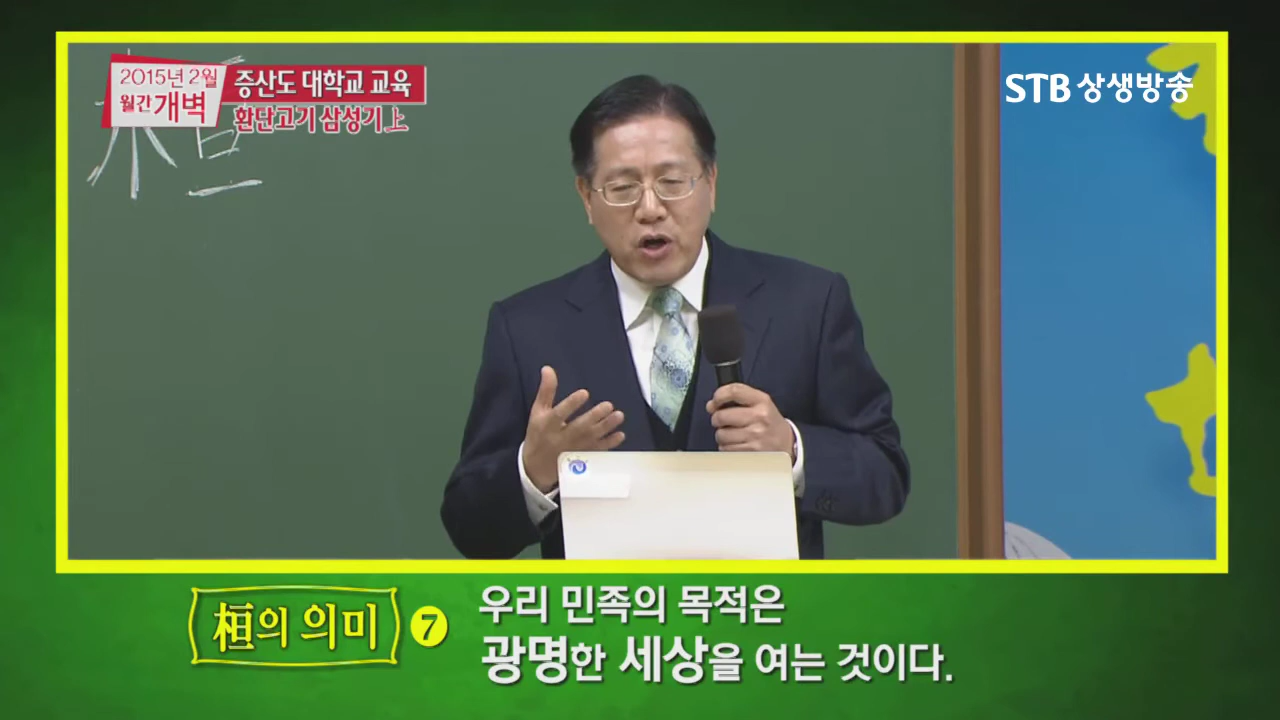 2015년 2월
월간 개벽
증산도 대학교 교육
환단고기 삼성기 上
STB 상생방송
桓
桓의 의미 7
우리 민족의 목적은
광명한 세상을 여는 것이다.